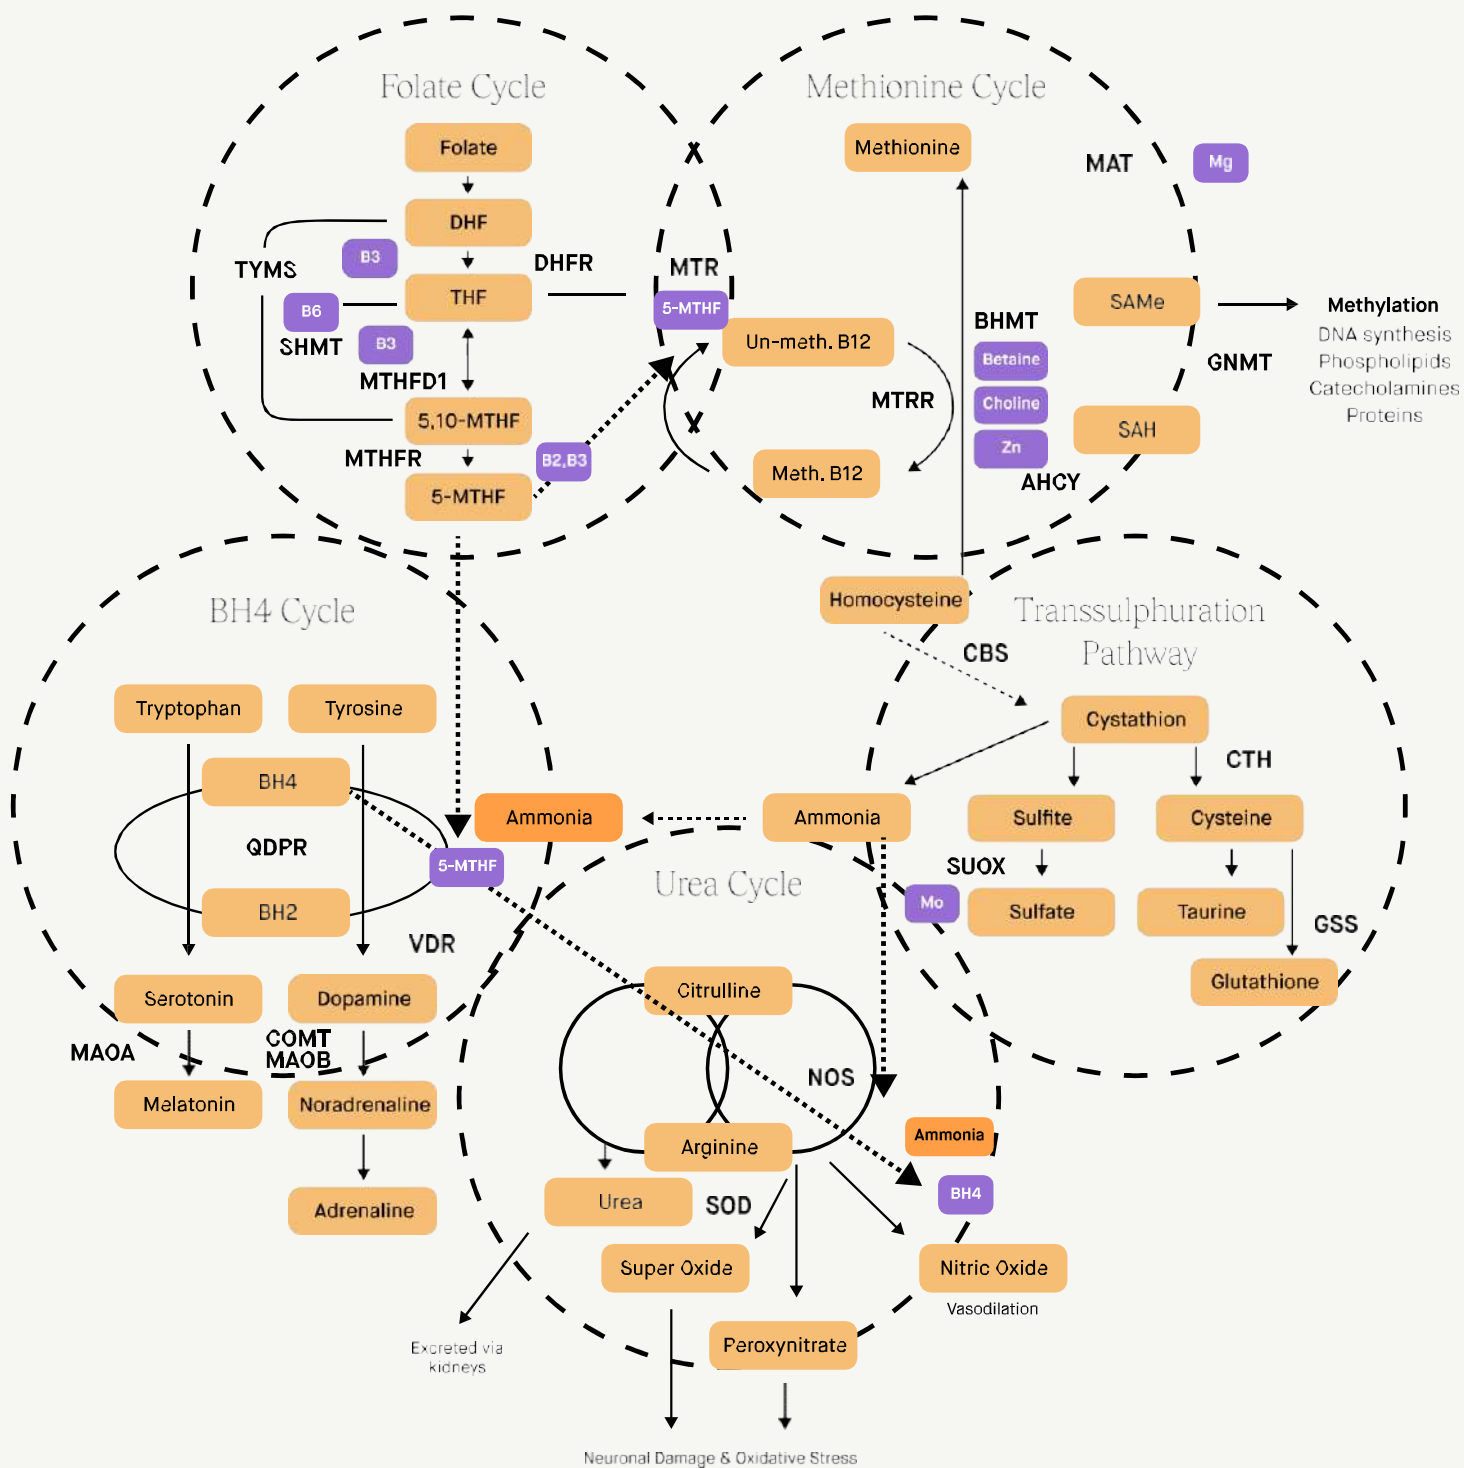 Folate Cycle
Folate
DHF
B3
TYMS
DHFR
THF
B6
SHMT
B3
MTHFD1
5,10-MTHF
MTHFR
B2,B3
5-MTHF
Methionine Cycle
Methionine
MAT
Mg
MTR
5-MTHF
Un-meth. B12
MTRR
Meth. B12
BHMT
Betaine
Choline
Zn
AHCY
SAMe
GNMT
SAH
Methylation
DNA synthesis
Phospholipids
Catecholamines
Proteins
Homocysteine
BH4 Cycle
Tryptophan
Tyrosine
BH4
QDPR
5-MTHF
BH2
VDR
Serotonin
Dopamine
MAOA
COMT
MAOB
Melatonin
Noradrenaline
Adrenaline
Transsulphuration
Pathway
CBS
Cystathion
CTH
Ammonia
Ammonia
Sulfite
Cysteine
SUOX
Mo
Sulfate
Taurine
GSS
Glutathione
Urea Cycle
Citrulline
NOS
Arginine
Ammonia
BH4
Urea
SOD
Super Oxide
Nitric Oxide
Vasodilation
Peroxynitrate
Excreted via
kidneys
Neuronal Damage & Oxidative Stress